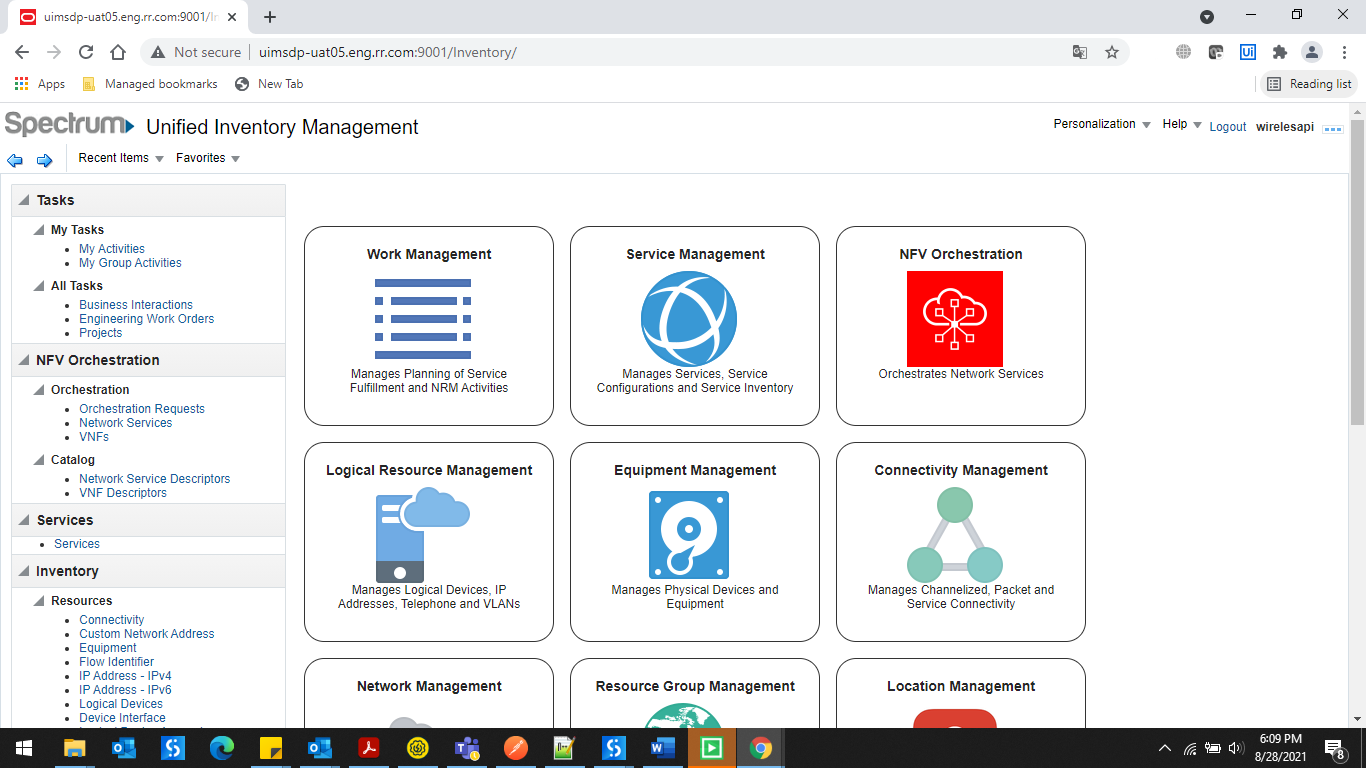 uimsdp-uat05.eng.rr.com:9001/In
Not secure uimsdp-uat05.eng.rr.com:9001/Inventory/
Apps Managed bookmarks New Tab Reading list
Spectrum Unified Inventory Management
Personalization Help Logout wirelesapi
Recent Items Favorites
Tasks
My Tasks
My Activities
My Group Activities
All Tasks
Business Interactions
Engineering Work Orders
Projects
NFV Orchestration
Orchestration
Orchestration Requests
Network Services
VNFs
Catalog
Network Service Descriptors
VNF Descriptors
Services
Services
Inventory
Resources
Connectivity
Custom Network Address
Equipment
Flow Identifier
IP Address - IPv4
IP Address - IPv6
Logical Devices
Device Interface
Work Management
Manages Planning of Service
Fulfillment and NRM Activities
Service Management
Manages Services, Service
Configurations and Service Inventory
NFV Orchestration
Orchestrates Network Services
Logical Resource Management
Manages Logical Devices, IP
Addresses, Telephone and VLANs
Equipment Management
Manages Physical Devices and
Equipment
Connectivity Management
Manages Channelized, Packet and
Service Connectivity
Network Management
Resource Group Management
Location Management
6:09 PM
8/28/2021
8